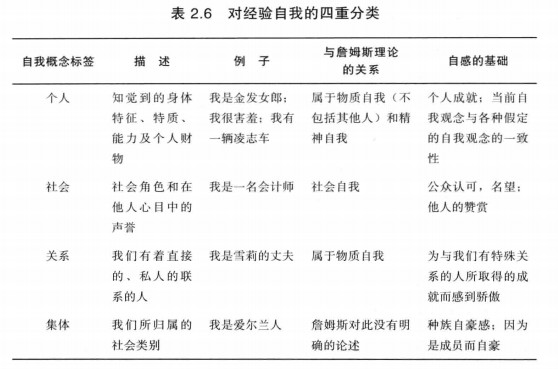 表 2.6 对经验自我的四重分类
自我概念标签 描 述 例 子 与詹姆斯理论 自感的基础
的关系
个人 知觉到的身体 我是金发女郎； 属于物质自我（不 个人成就；当前自
特征、特质、 我很害羞；我有 包括其他人）和精 我观念与各种假定
能力及个人财 一辆凌志车 神自我 的自我观念的一致
物 性
社会 社会角色和在 我是一名会计师 社会自我 公众认可，名望；
他人心目中的 他人的赞赏
声誉
关系 我们有着直接 我是雪莉的丈夫 属于物质自我 为与我们有特殊关
的、私人的联 系的人所取得的成
系的人 就而感到骄傲
集体 我们所归属的 我是爱尔兰人 詹姆斯对此没有明 种族自豪感；因为
社会类别 确的论述 是成员而自豪